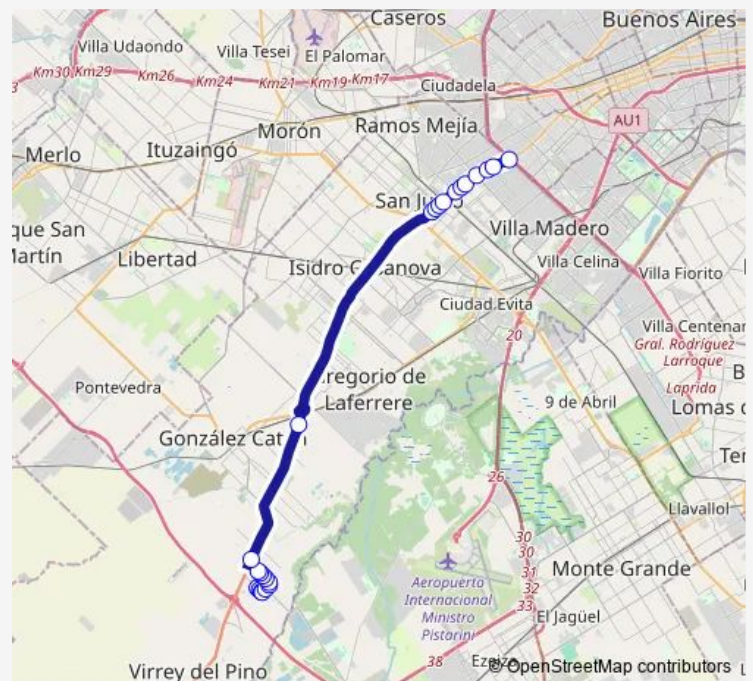 Caseros
Buenos Aires
Villa Udaondo
Villa Tesei
El Palomar
Km30 Km29
Km26
Km24
Km21
Km19
Km17
Ciudadela
AU1
Morón
Ramos Mejía
Merlo
Ituzaingó
San Ju
Villa Madero
que San
Martín
Libertad
Isidro C
anova
Villa Celina
Villa Fiorito
Ciudad Evita
20
Villa Centenar
Gral. Rodríguez
Larroque
Laprida
regorio de
Laferrere
Pontevedra
9 de Abril
Lomas d
González Cat
n
26
Llavallol
30
30
31
32
33
Monte Grande
Aeropuerto
Internacional
Ministro
Pistarini
El Jagüel
38
Virrey del Pino
© OpenStreetMap contributors